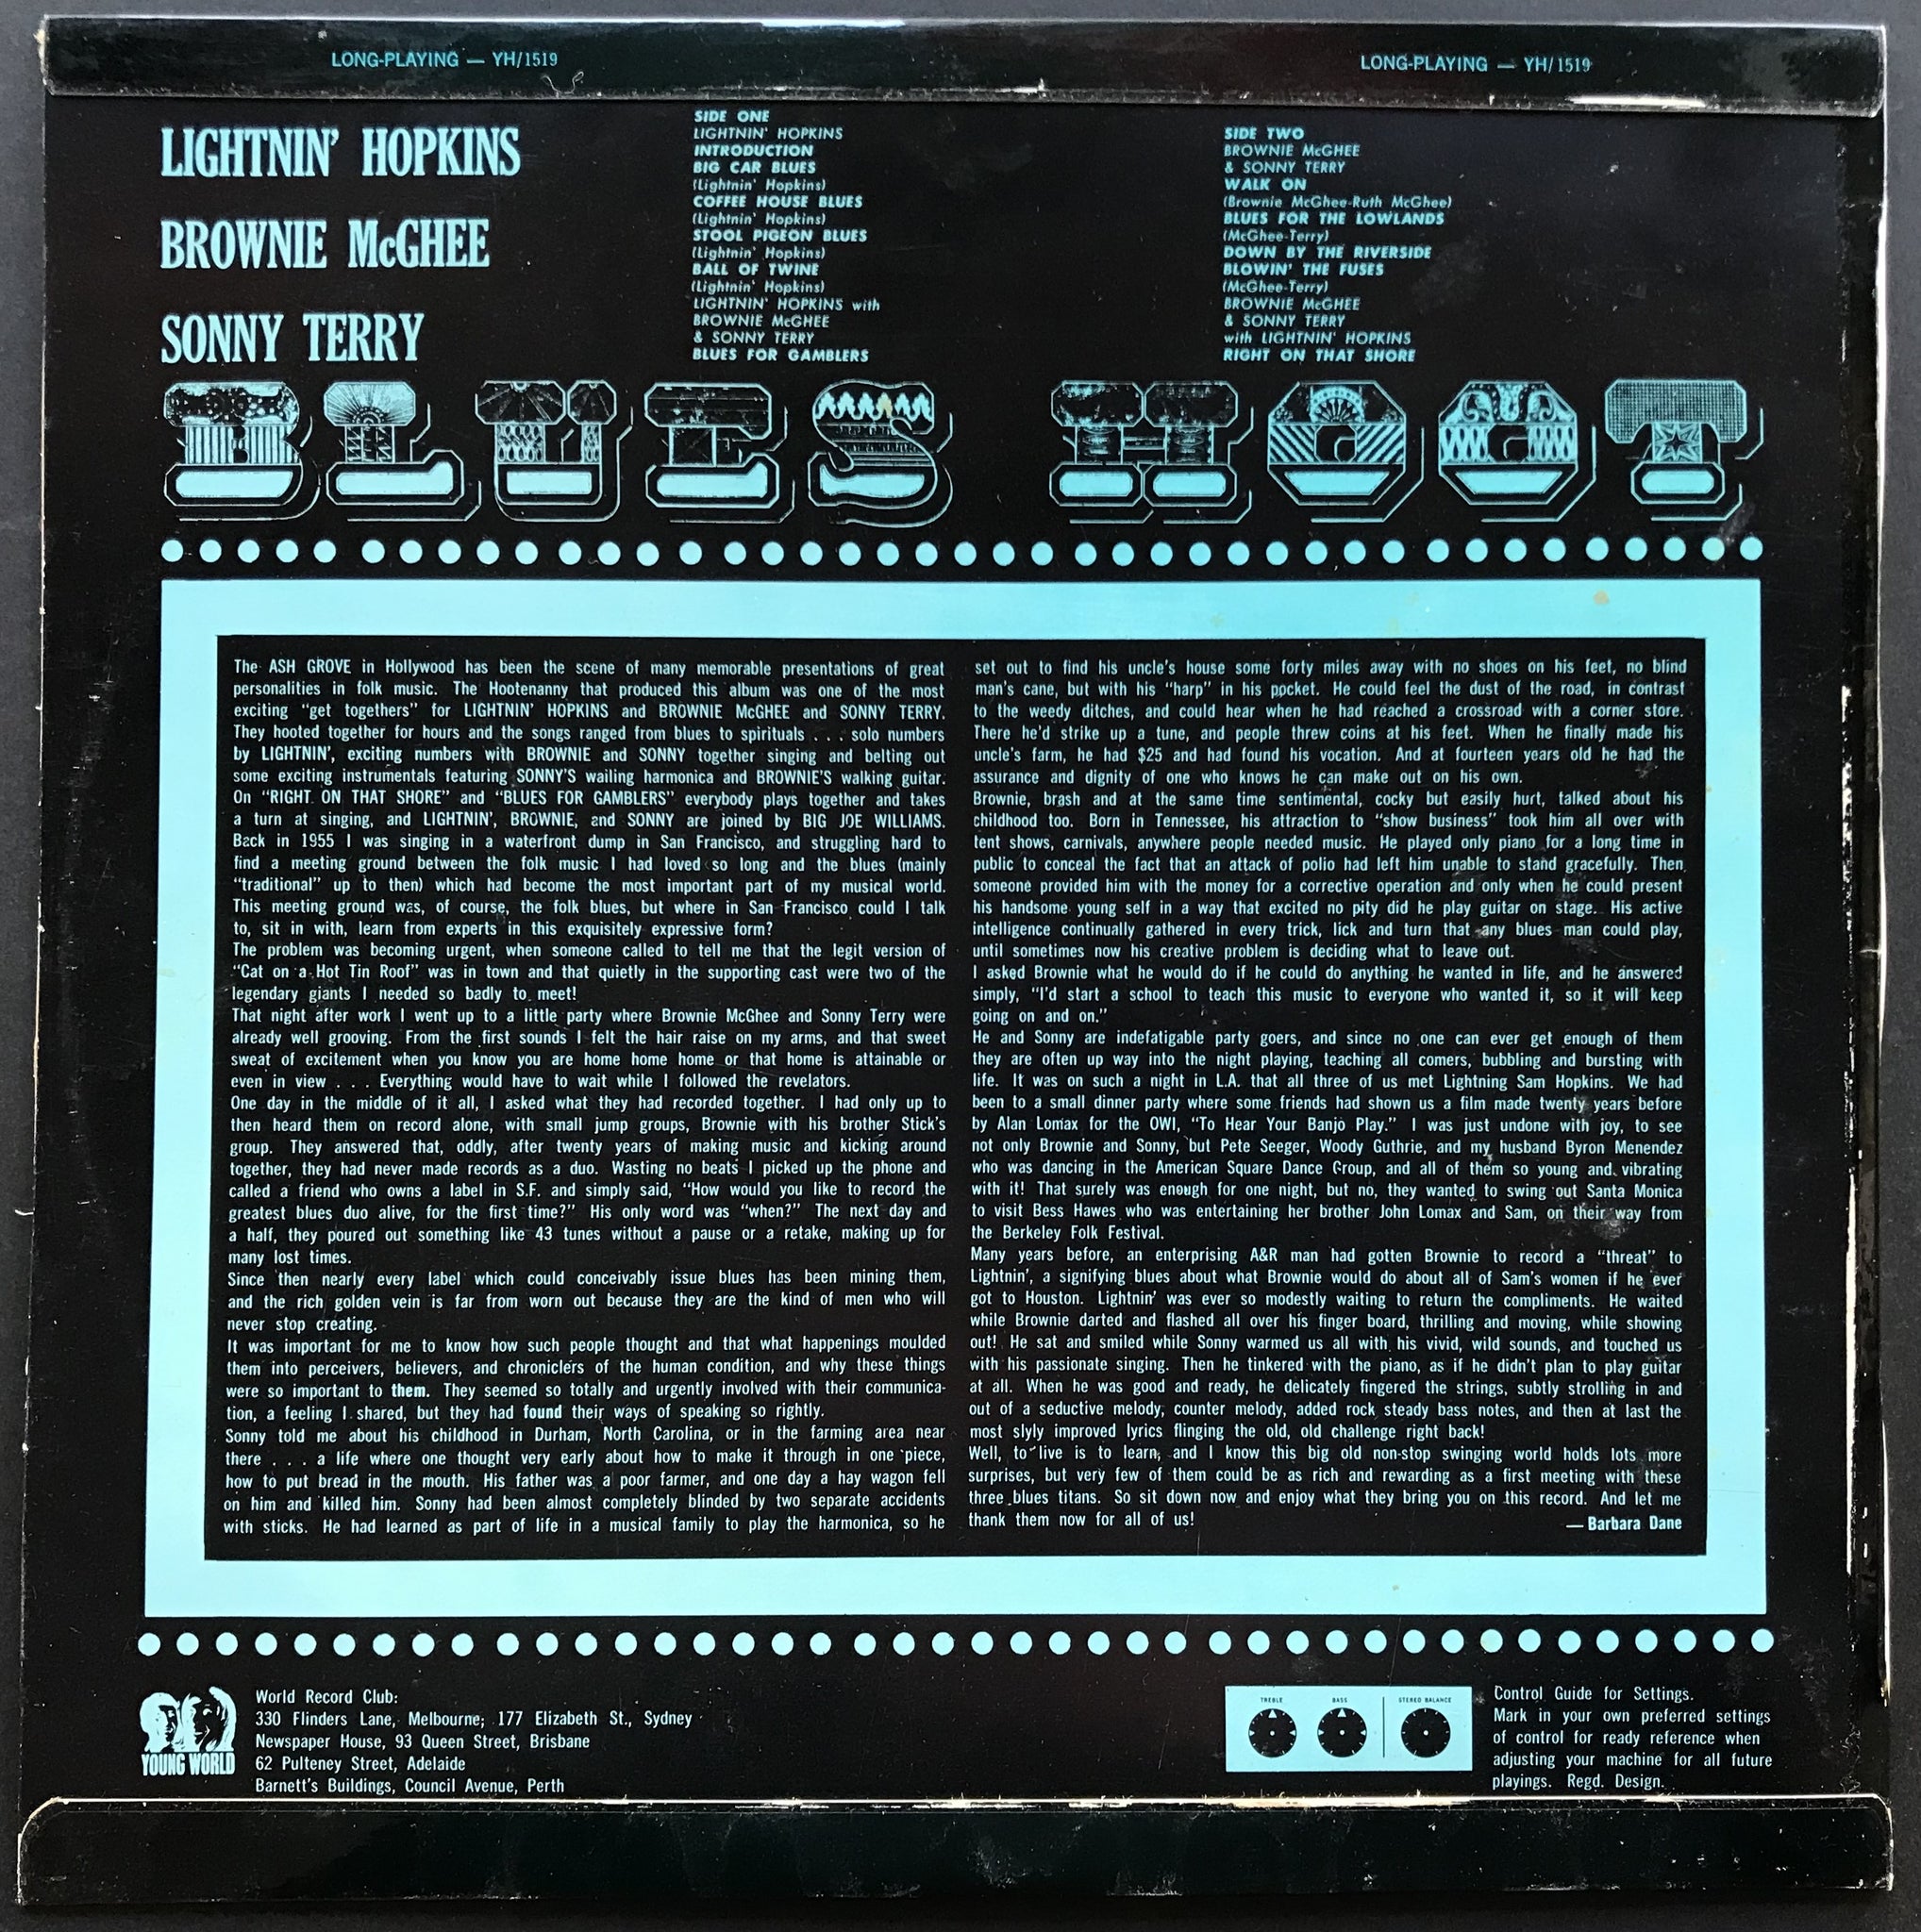 LONG-PLAYING — YH/1519
LONG-PLAYING — YH/1519
LIGHTNIN' HOPKINS
BROWNIE McGHEE
SONNY TERRY
SIDE ONE
LIGHTNIN' HOPKINS
INTRODUCTION
BIG CAR BLUES
(Lightnin' Hopkins)
COFFEE HOUSE BLUES
(Lightnin' Hopkins)
STOOL PIGEON BLUES
(Lightnin' Hopkins)
BALL OF TWINE
(Lightnin' Hopkins)
LIGHTNIN' HOPKINS with
BROWNIE McGHEE
& SONNY TERRY
BLUES FOR GAMBLERS
SIDE TWO
BROWNIE McGHEE
& SONNY TERRY
WALK ON
(Brownie McGhee-Ruth McGhee)
BLUES FOR THE LOWLANDS
(McGhee-Terry)
DOWN BY THE RIVERSIDE
BLOWIN' THE FUSES
(McGhee-Terry)
BROWNIE McGHEE
& SONNY TERRY
with LIGHTNIN' HOPKINS
RIGHT ON THAT SHORE
BLUES HOOT
The ASH GROVE in Hollywood has been the scene of many memorable presentations of great
personalities in folk music. The Hootenanny that produced this album was one of the most
exciting "get togethers" for LIGHTNIN' HOPKINS and BROWNIE McGHEE and SONNY TERRY.
They hooted together for hours and the songs ranged from blues to spirituals . . . solo numbers
by LIGHTNIN', exciting numbers with BROWNIE and SONNY together singing and belting out
some exciting instrumentals featuring SONNY'S wailing harmonica and BROWNIE'S walking guitar.
On "RIGHT ON THAT SHORE" and "BLUES FOR GAMBLERS" everybody plays together and takes
a turn at singing, and LIGHTNIN', BROWNIE, and SONNY are joined by BIG JOE WILLIAMS.
Back in 1955 I was singing in a waterfront dump in San Francisco, and struggling hard to
find a meeting ground between the folk music I had loved so long and the blues (mainly
"traditional" up to then) which had become the most important part of my musical world.
This meeting ground was, of course, the folk blues, but where in San Francisco could I talk
to, sit in with, learn from experts in this exquisitely expressive form?
The problem was becoming urgent, when someone called to tell me that the legit version of
"Cat on a Hot Tin Roof" was in town and that quietly in the supporting cast were two of the
legendary giants I needed so badly to meet!
That night after work I went up to a little party where Brownie McGhee and Sonny Terry were
already well grooving. From the first sounds I felt the hair raise on my arms, and that sweet
sweat of excitement when you know you are home home home or that home is attainable or
even in view . . . Everything would have to wait while I followed the revelators.
One day in the middle of it all, I asked what they had recorded together. I had only up to
then heard them on record alone, with small jump groups, Brownie with his brother Stick's
group. They answered that, oddly, after twenty years of making music and kicking around
together, they had never made records as a duo. Wasting no beats I picked up the phone and
called a friend who owns a label in S.F. and simply said, "How would you like to record the
greatest blues duo alive, for the first time?" His only word was "when?" The next day and
a half, they poured out something like 43 tunes without a pause or a retake, making up for
many lost times.
Since then nearly every label which could conceivably issue blues has been mining them,
and the rich golden vein is far from worn out because they are the kind of men who will
never stop creating.
It was important for me to know how such people thought and that what happenings moulded
them into perceivers, believers, and chroniclers of the human condition, and why these things
were so important to them. They seemed so totally and urgently involved with their communica-
tion, a feeling I shared, but they had found their ways of speaking so rightly.
Sonny told me about his childhood in Durham, North Carolina, or in the farming area near
there . . . a life where one thought very early about how to make it through in one piece,
how to put bread in the mouth. His father was a poor farmer, and one day a hay wagon fell
on him and killed him. Sonny had been almost completely blinded by two separate accidents
with sticks. He had learned as part of life in a musical family to play the harmonica, so he
set out to find his uncle's house some forty miles away with no shoes on his feet, no blind
man's cane, but with his "harp" in his pocket. He could feel the dust of the road, in contrast
to the weedy ditches, and could hear when he had reached a crossroad with a corner store.
There he'd strike up a tune, and people threw coins at his feet. When he finally made his
uncle's farm, he had $25 and had found his vocation. And at fourteen years old he had the
assurance and dignity of one who knows he can make out on his own.
Brownie, brash and at the same time sentimental, cocky but easily hurt, talked about his
childhood too. Born in Tennessee, his attraction to "show business" took him all over with
tent shows, carnivals, anywhere people needed music. He played only piano for a long time in
public to conceal the fact that an attack of polio had left him unable to stand gracefully. Then
someone provided him with the money for a corrective operation and only when he could present
his handsome young self in a way that excited no pity did he play guitar on stage. His active
intelligence continually gathered in every trick, lick and turn that any blues man could play,
until sometimes now his creative problem is deciding what to leave out.
I asked Brownie what he would do if he could do anything he wanted in life, and he answered
simply, "I'd start a school to teach this music to everyone who wanted it, so it will keep
going on and on."
He and Sonny are indefatigable party goers, and since no one can ever get enough of them
they are often up way into the night playing, teaching all comers, bubbling and bursting with
life. It was on such a night in L.A. that all three of us met Lightning Sam Hopkins. We had
been to a small dinner party where some friends had shown us a film made twenty years before
by Alan Lomax for the OWI, "To Hear Your Banjo Play." I was just undone with joy, to see
not only Brownie and Sonny, but Pete Seeger, Woody Guthrie, and my husband Byron Menendez
who was dancing in the American Square Dance Group, and all of them so young and vibrating
with it! That surely was enough for one night, but no, they wanted to swing out Santa Monica
to visit Bess Hawes who was entertaining her brother John Lomax and Sam, on their way from
the Berkeley Folk Festival.
Many years before, an enterprising A&R man had gotten Brownie to record a "threat" to
Lightnin', a signifying blues about what Brownie would do about all of Sam's women if he ever
got to Houston. Lightnin' was ever so modestly waiting to return the compliments. He waited
while Brownie darted and flashed all over his finger board, thrilling and moving, while showing
out! He sat and smiled while Sonny warmed us all with his vivid, wild sounds, and touched us
with his passionate singing. Then he tinkered with the piano, as if he didn't plan to play guitar
at all. When he was good and ready, he delicately fingered the strings, subtly strolling in and
out of a seductive melody, counter melody, added rock steady bass notes, and then at last the
most slyly improved lyrics flinging the old, old challenge right back!
Well, to live is to learn, and I know this big old non-stop swinging world holds lots more
surprises, but very few of them could be as rich and rewarding as a first meeting with these
three blues titans. So sit down now and enjoy what they bring you on this record. And let me
thank them now for all of us!
— Barbara Dane
YOUNG WORLD
World Record Club:
330 Flinders Lane, Melbourne; 177 Elizabeth St., Sydney
Newspaper House, 93 Queen Street, Brisbane
62 Pulteney Street, Adelaide
Barnett's Buildings, Council Avenue, Perth
TREBLE BASS STEREO BALANCE
Control Guide for Settings.
Mark in your own preferred settings
of control for ready reference when
adjusting your machine for all future
playings. Regd. Design.